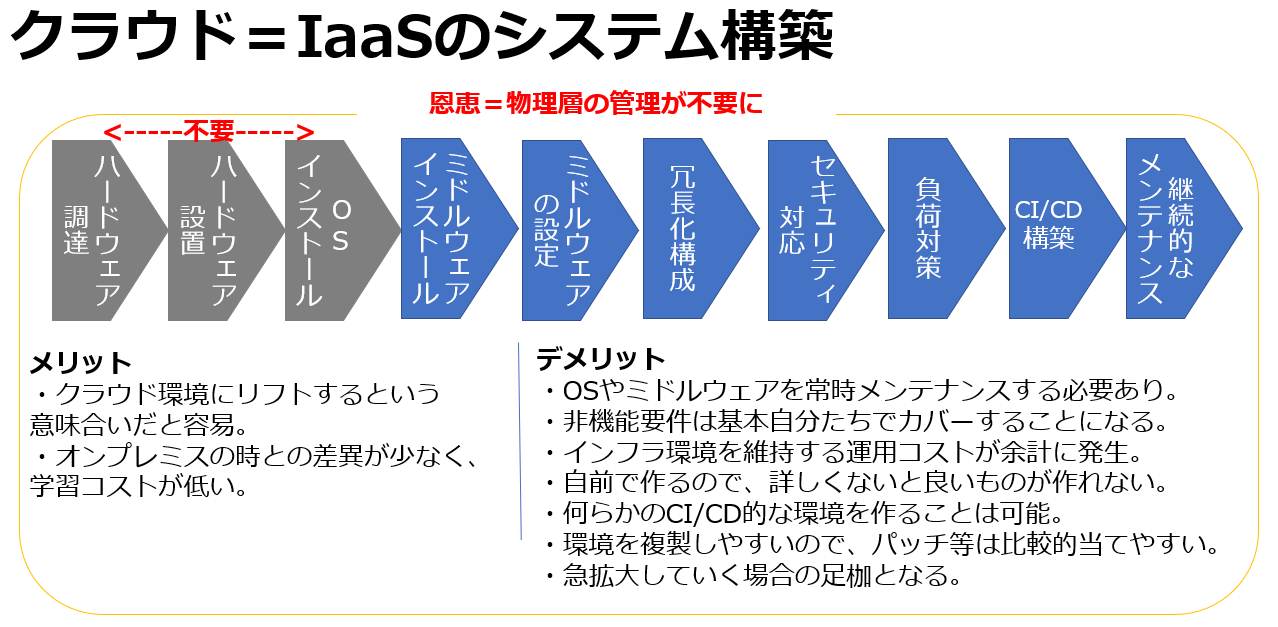 クラウド＝IaaSのシステム構築
恩恵＝物理層の管理が不要に
<-----不要----->
ハードウェア
調達
ハードウェア
設置
OS
インストール
ミドルウェア
インストール
ミドルウェア
の設定
冗長化構成
セキュリティ
対応
負荷対策
CI/CD
構築
継続的な
メンテナンス
メリット
・クラウド環境にリフトするという
意味合いだと容易。
・オンプレミスの時との差異が少なく、
学習コストが低い。
デメリット
・OSやミドルウェアを常時メンテナンスする必要あり。
・非機能要件は基本自分たちでカバーすることになる。
・インフラ環境を維持する運用コストが余計に発生。
・自前で作るので、詳しくないと良いものが作れない。
・何らかのCI/CD的な環境を作ることは可能。
・環境を複製しやすいので、パッチ等は比較的当てやすい。
・急拡大していく場合の足枷となる。